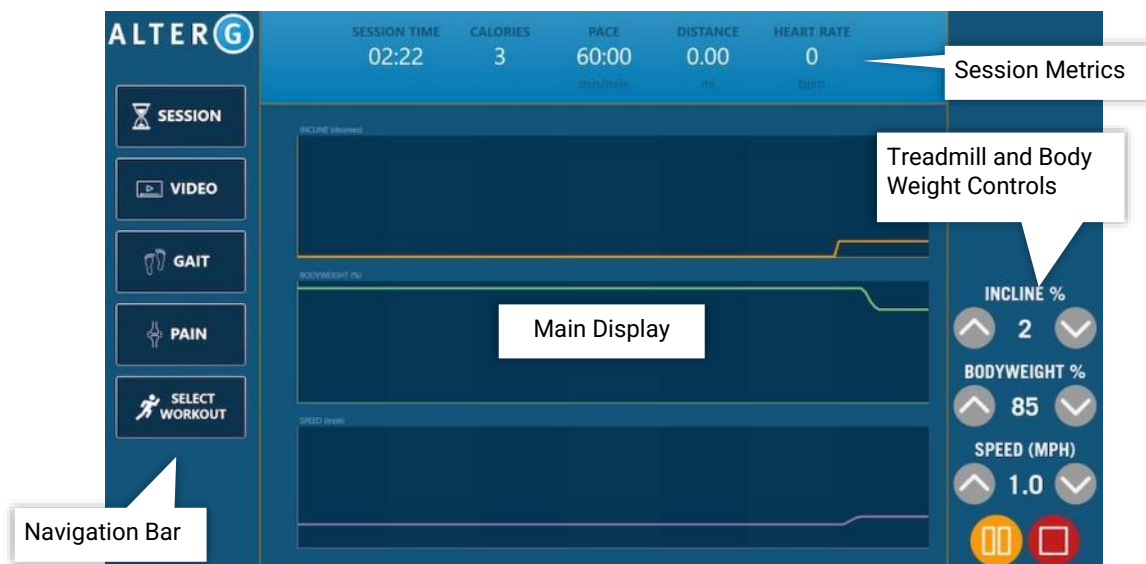 ALTERG
SESSION TIME CALORIES PACE DISTANCE HEART RATE
02:22 3 60:00 0.00 0
min/mile mi bpm
Session Metrics
SESSION
VIDEO
GAIT
PAIN
SELECT
WORKOUT
Navigation Bar
INCLINE (degrees)
BODYWEIGHT (%)
Main Display
SPEED (mph)
Treadmill and Body
Weight Controls
INCLINE %
2
BODYWEIGHT %
85
SPEED (MPH)
1.0